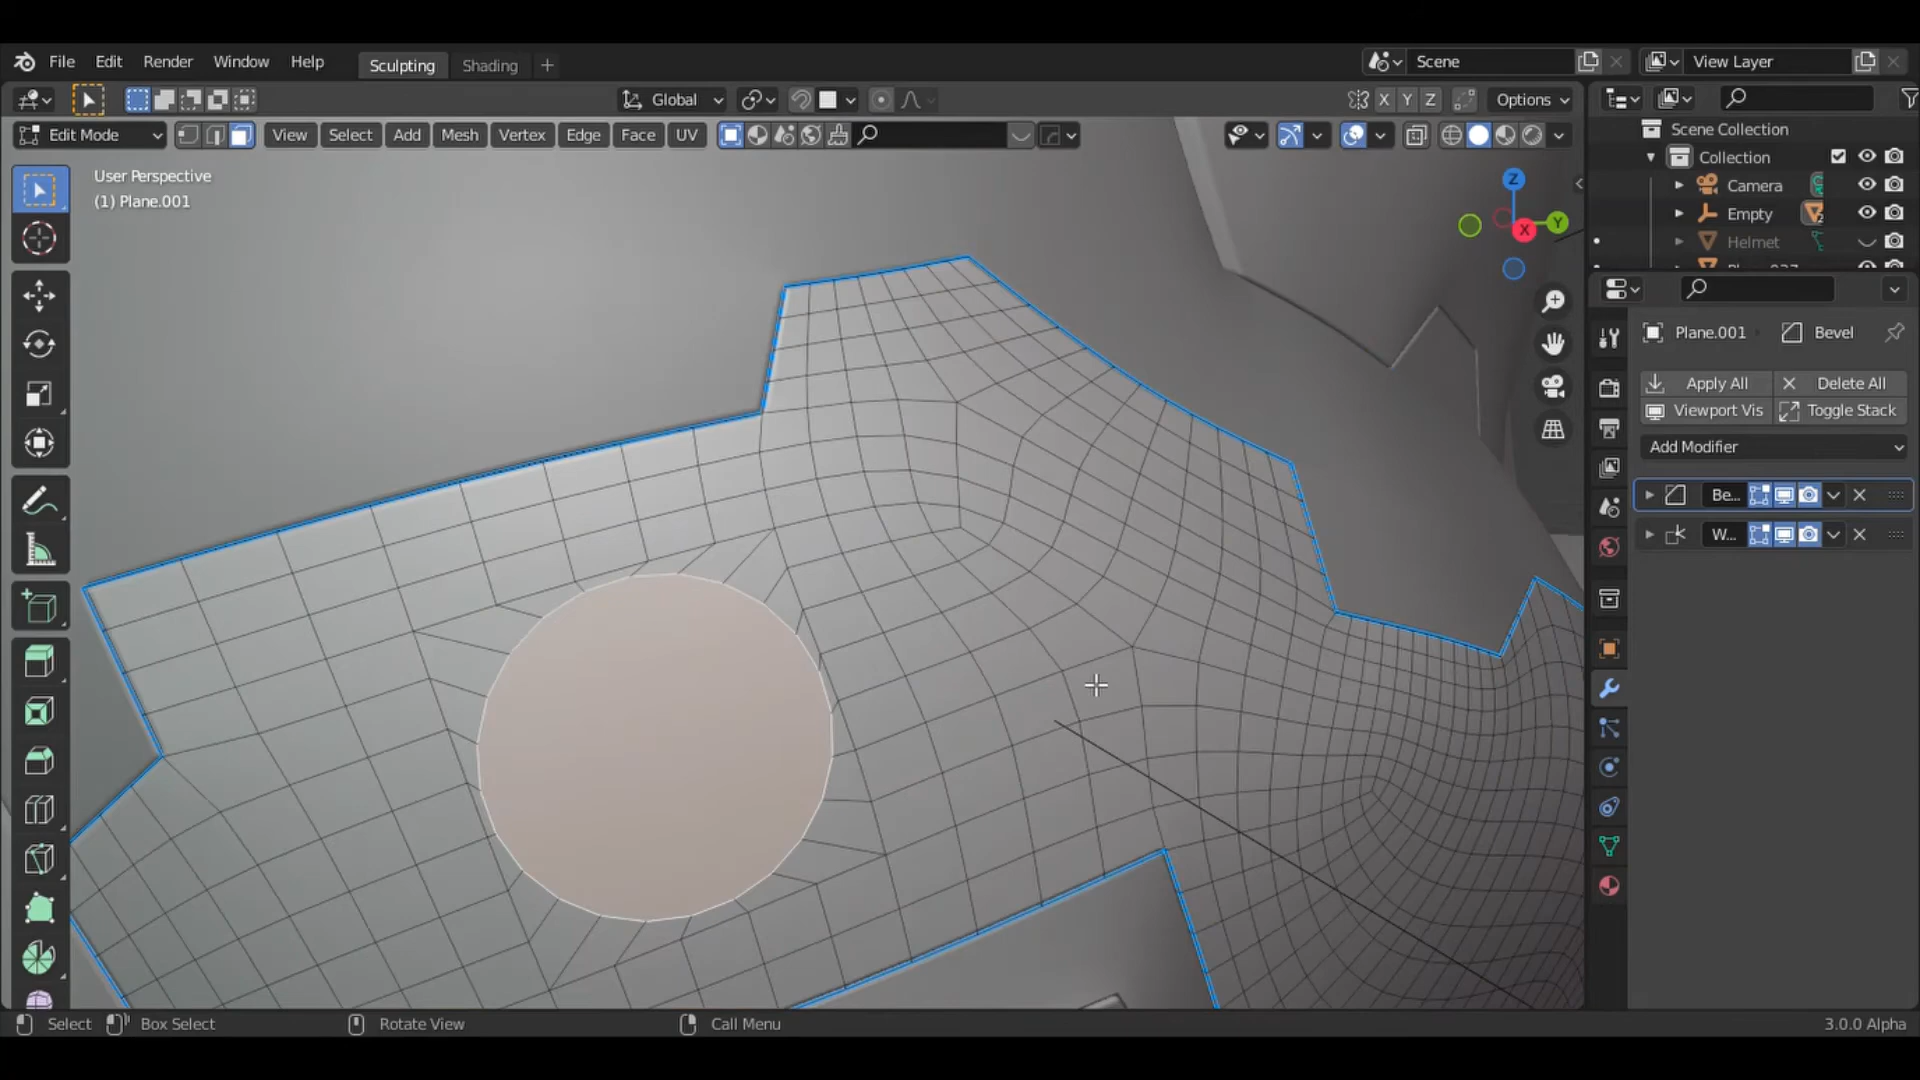 File Edit Render Window Help Sculpting Shading + Scene View Layer
Global X Y Z Options
Edit Mode View Select Add Mesh Vertex Edge Face UV
Scene Collection
Collection
Camera
Empty 2
Helmet
User Perspective
(1) Plane.001
Z
Y
X
Plane.001 Bevel
Apply All Delete All
Viewport Vis Toggle Stack
Add Modifier
Be...
W...
Select Box Select Rotate View Call Menu 3.0.0 Alpha